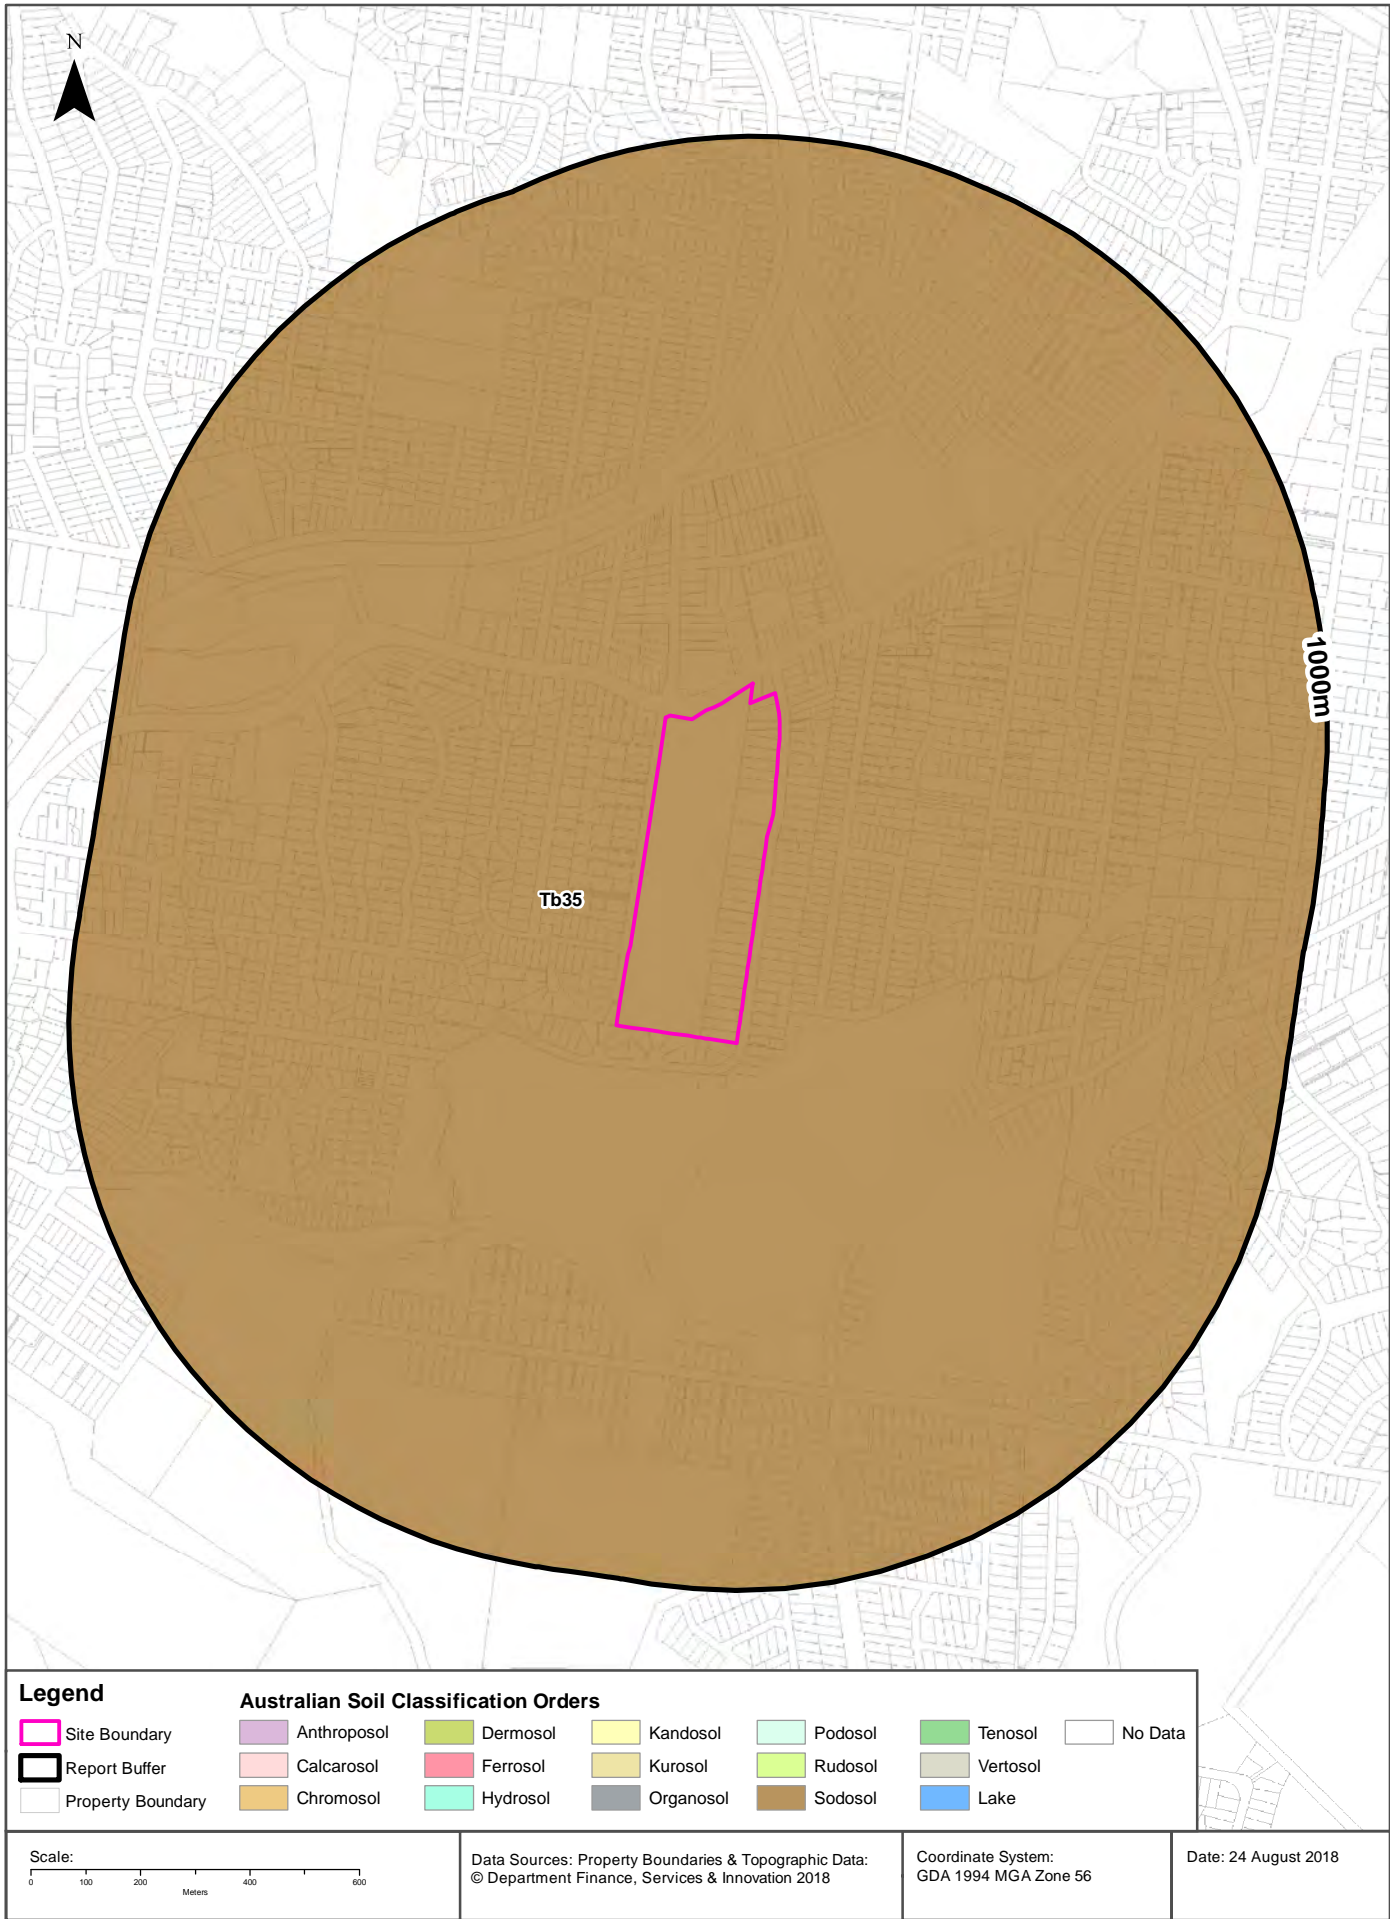 N
1000m
Tb35
Legend
Site Boundary
Report Buffer
Property Boundary
Australian Soil Classification Orders
Anthroposol
Calcarosol
Chromosol
Dermosol
Ferrosol
Hydrosol
Kandosol
Kurosol
Organosol
Podosol
Rudosol
Sodosol
Tenosol
Vertosol
Lake
No Data
Scale:
0 100 200 400 600
Meters
Data Sources: Property Boundaries & Topographic Data:
© Department Finance, Services & Innovation 2018
Coordinate System:
GDA 1994 MGA Zone 56
Date: 24 August 2018